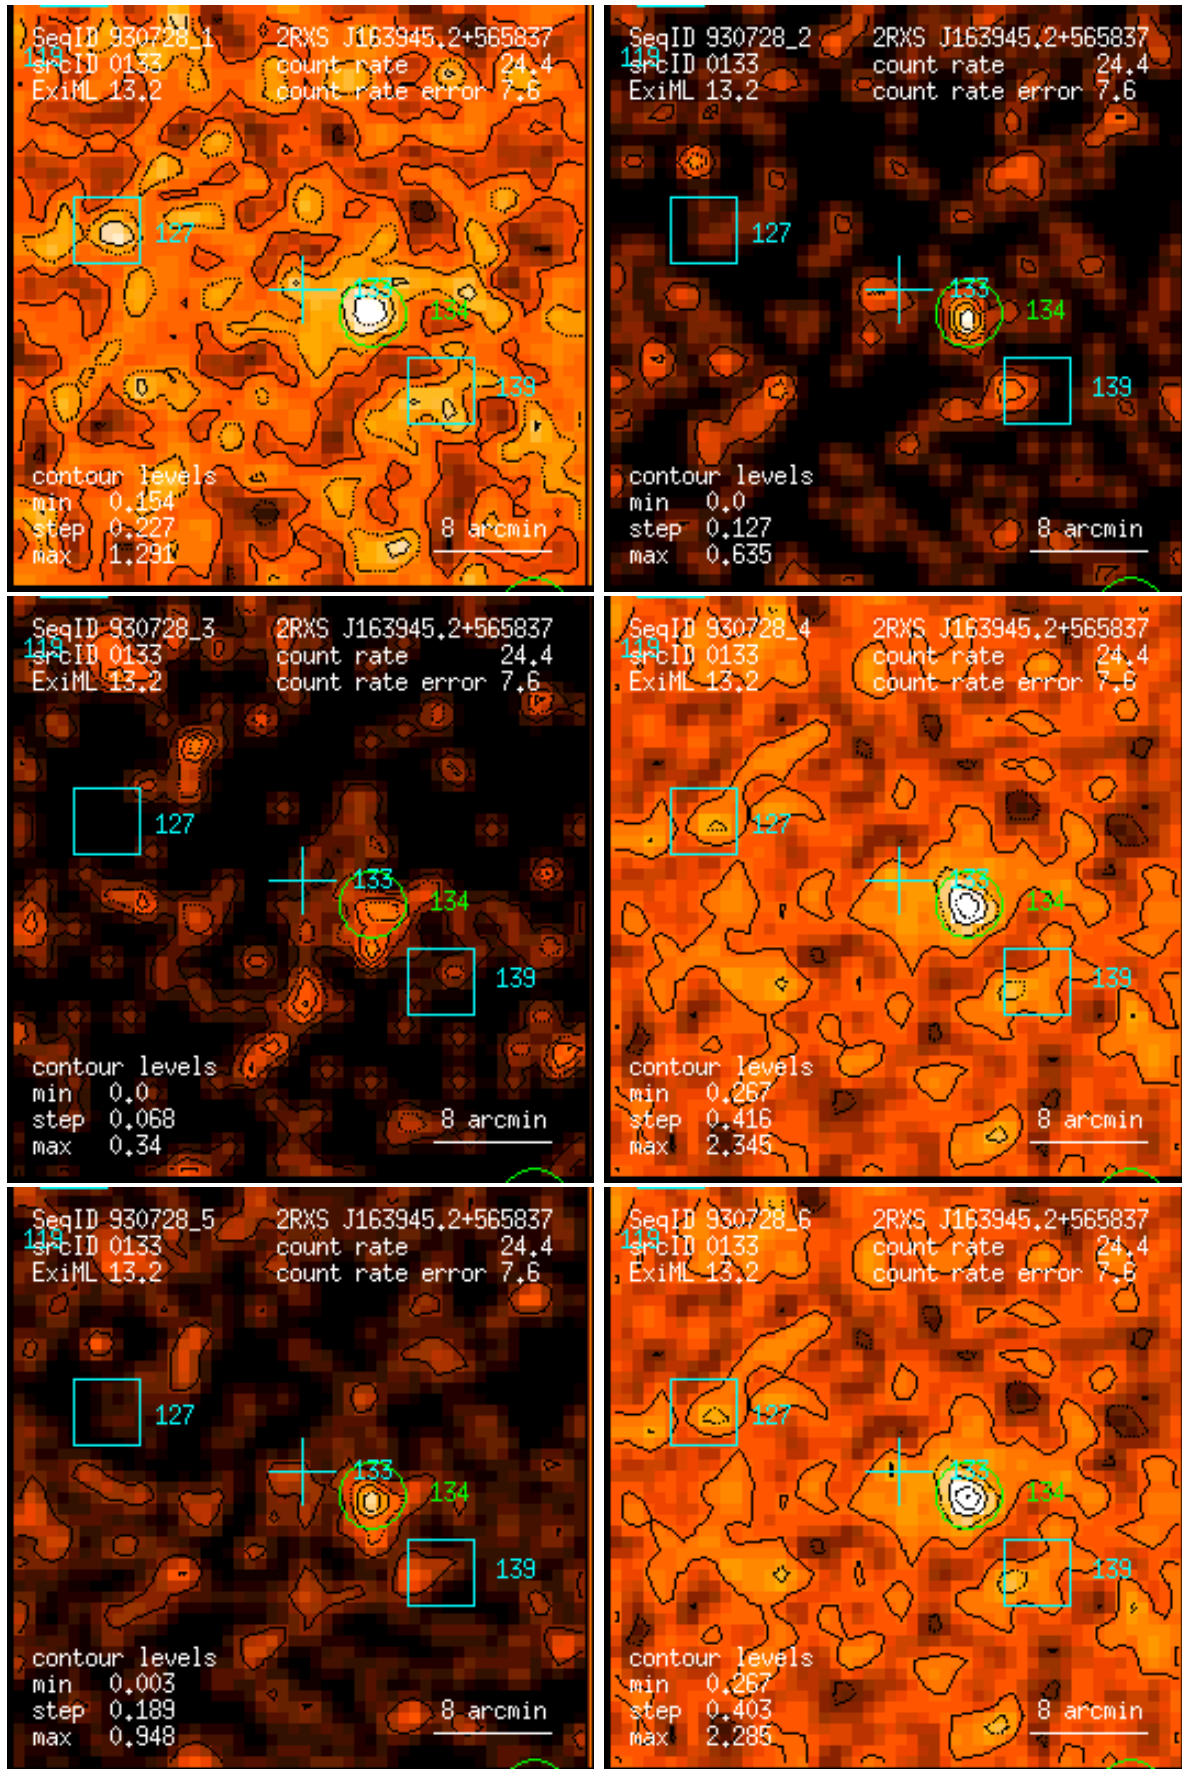 SeqID 930728_1 2RXS J163945.2+565837
119
srcID 0133 count rate 24.4
ExiML 13.2 count rate error 7.6
127
133
134
139
contour levels
min 0.154
step 0.227 8 arcmin
max 1.291
SeqID 930728_2 2RXS J163945.2+565837
119
srcID 0133 count rate 24.4
ExiML 13.2 count rate error 7.6
127
133
134
139
contour levels
min 0.0
step 0.127 8 arcmin
max 0.635
SeqID 930728_3 2RXS J163945.2+565837
119
srcID 0133 count rate 24.4
ExiML 13.2 count rate error 7.6
127
133
134
139
contour levels
min 0.0
step 0.068 8 arcmin
max 0.34
SeqID 930728_4 2RXS J163945.2+565837
119
srcID 0133 count rate 24.4
ExiML 13.2 count rate error 7.6
127
133
134
139
contour levels
min 0.267
step 0.416 8 arcmin
max 2.345
SeqID 930728_5 2RXS J163945.2+565837
119
srcID 0133 count rate 24.4
ExiML 13.2 count rate error 7.6
127
133
134
139
contour levels
min 0.003
step 0.189 8 arcmin
max 0.948
SeqID 930728_6 2RXS J163945.2+565837
119
srcID 0133 count rate 24.4
ExiML 13.2 count rate error 7.6
127
133
134
139
contour levels
min 0.267
step 0.403 8 arcmin
max 2.285